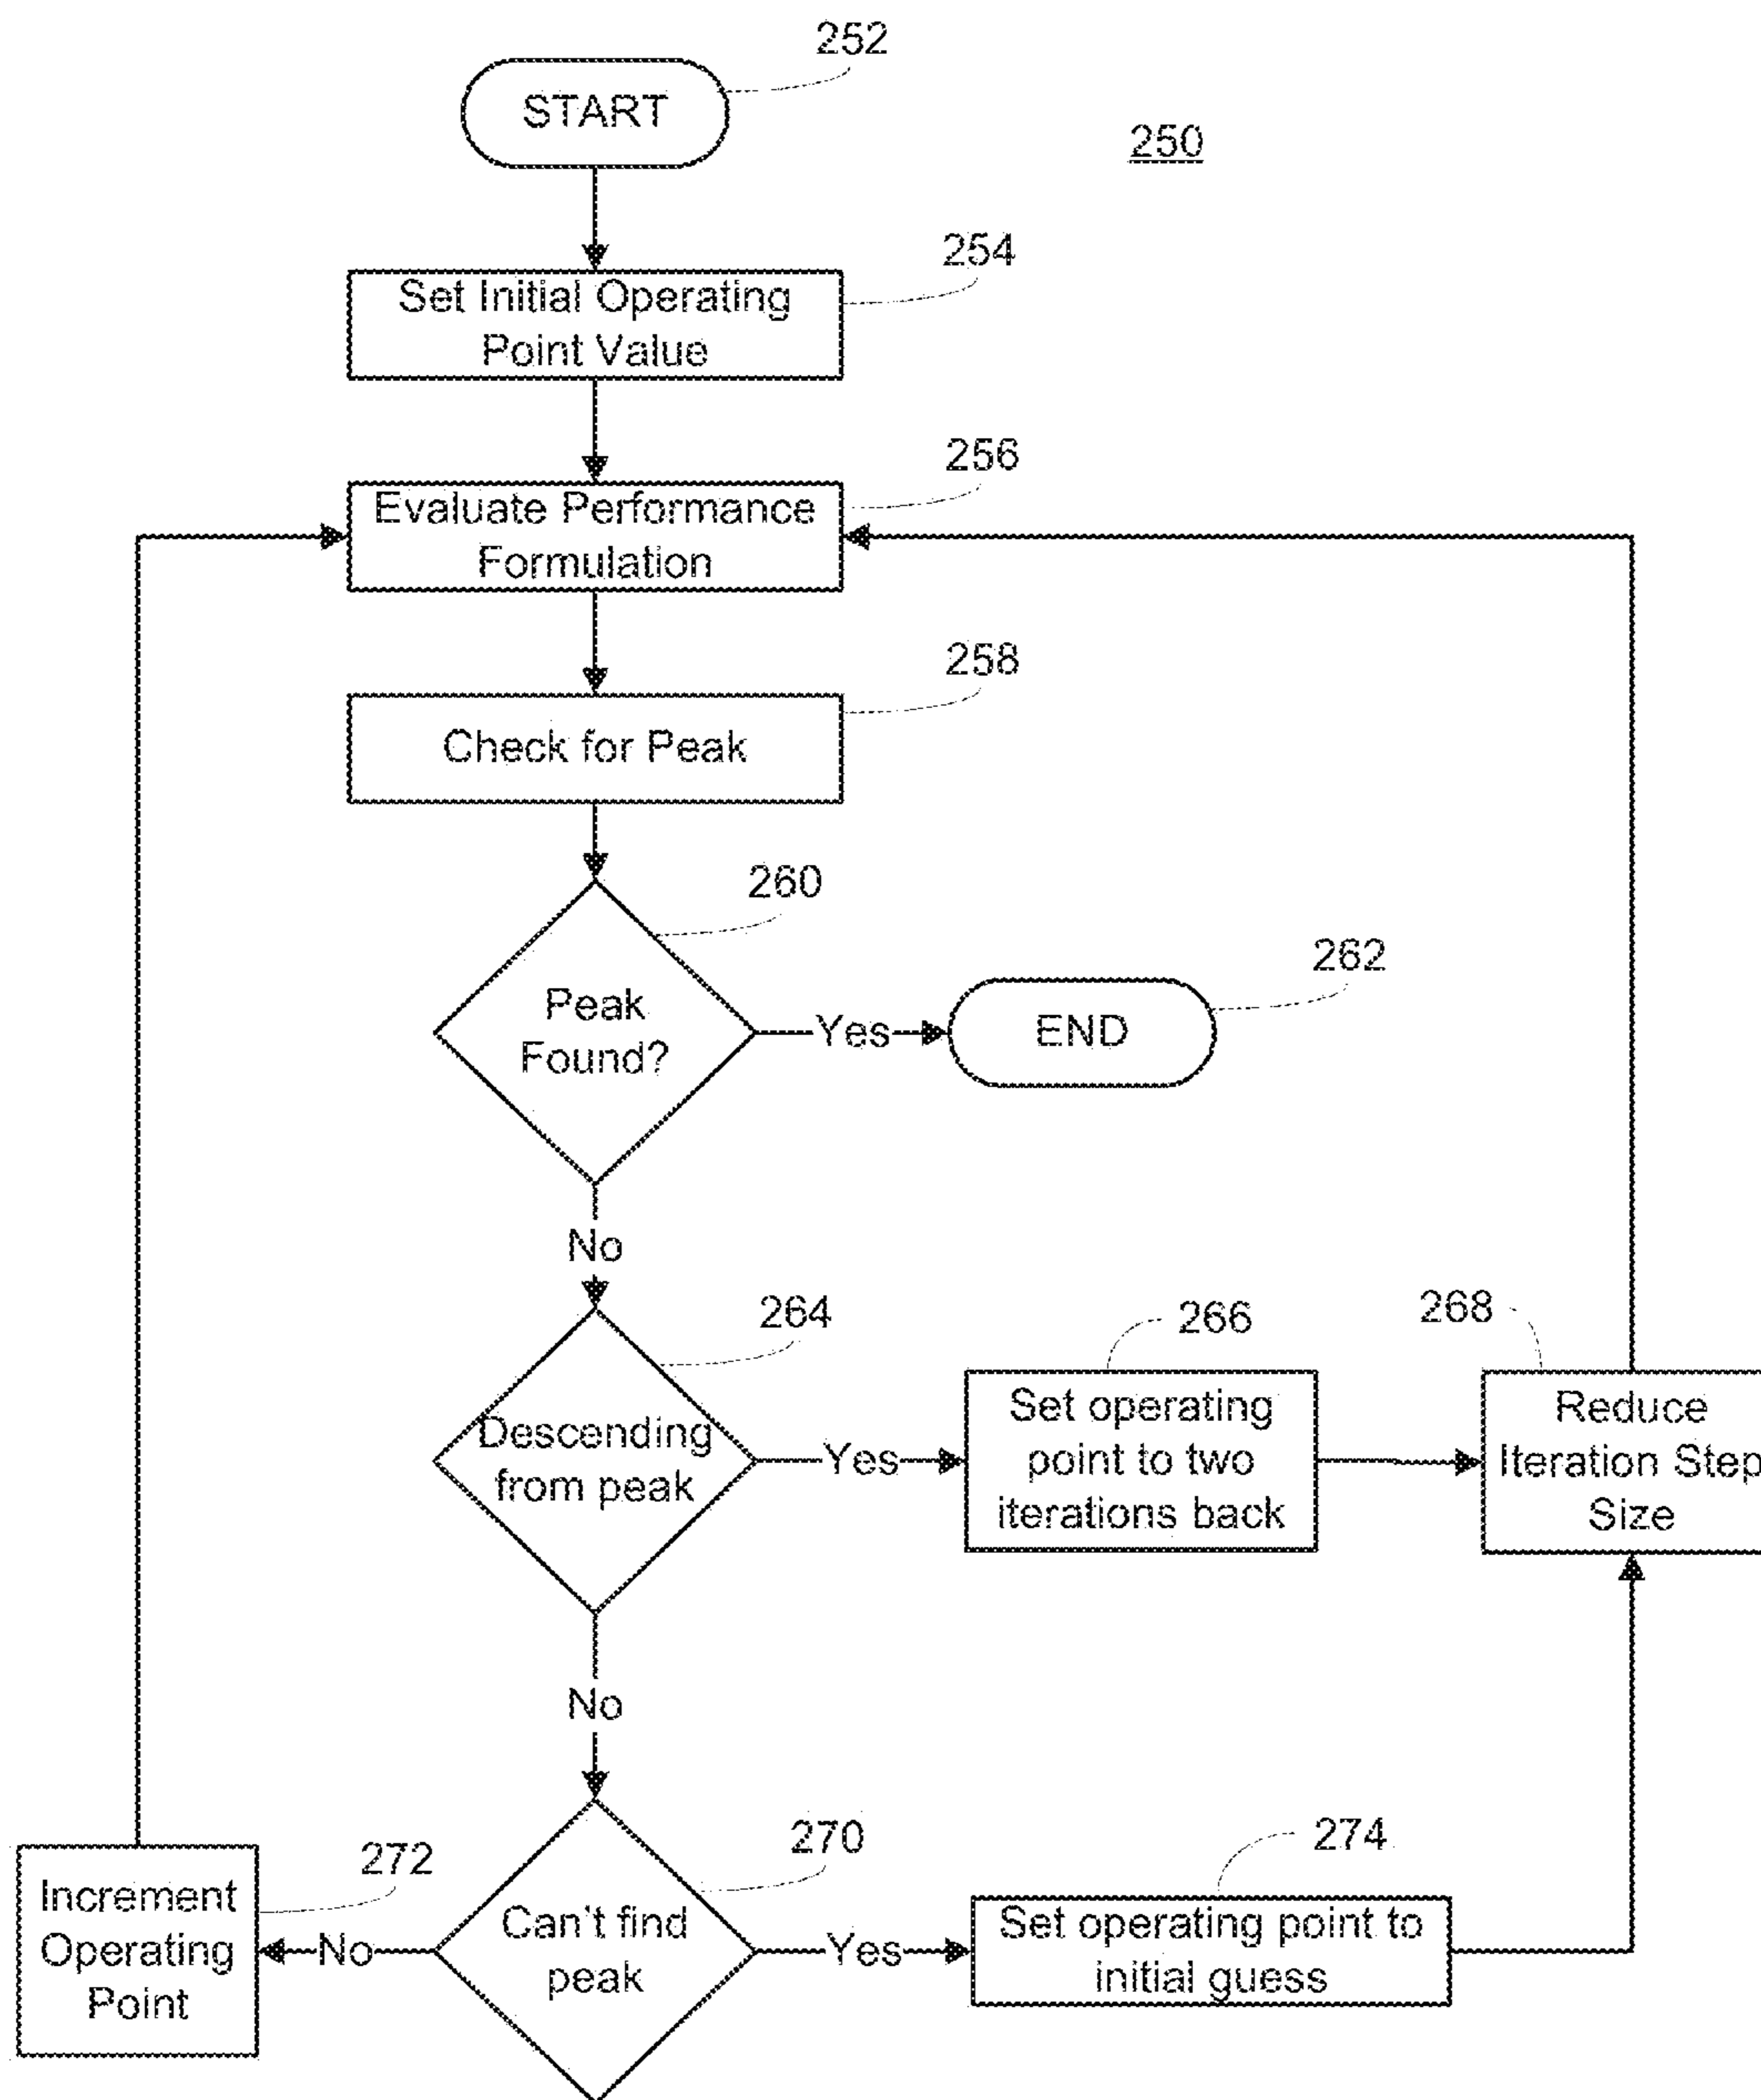 252
START
250
254
Set Initial Operating
Point Value
256
Evaluate Performance
Formulation
258
Check for Peak
260
Peak
Found?
Yes
262
END
No
264
Descending
from peak
Yes
266
Set operating
point to two
iterations back
268
Reduce
Iteration Step
Size
No
270
Can't find
peak
No
272
Increment
Operating
Point
Yes
274
Set operating point to
initial guess